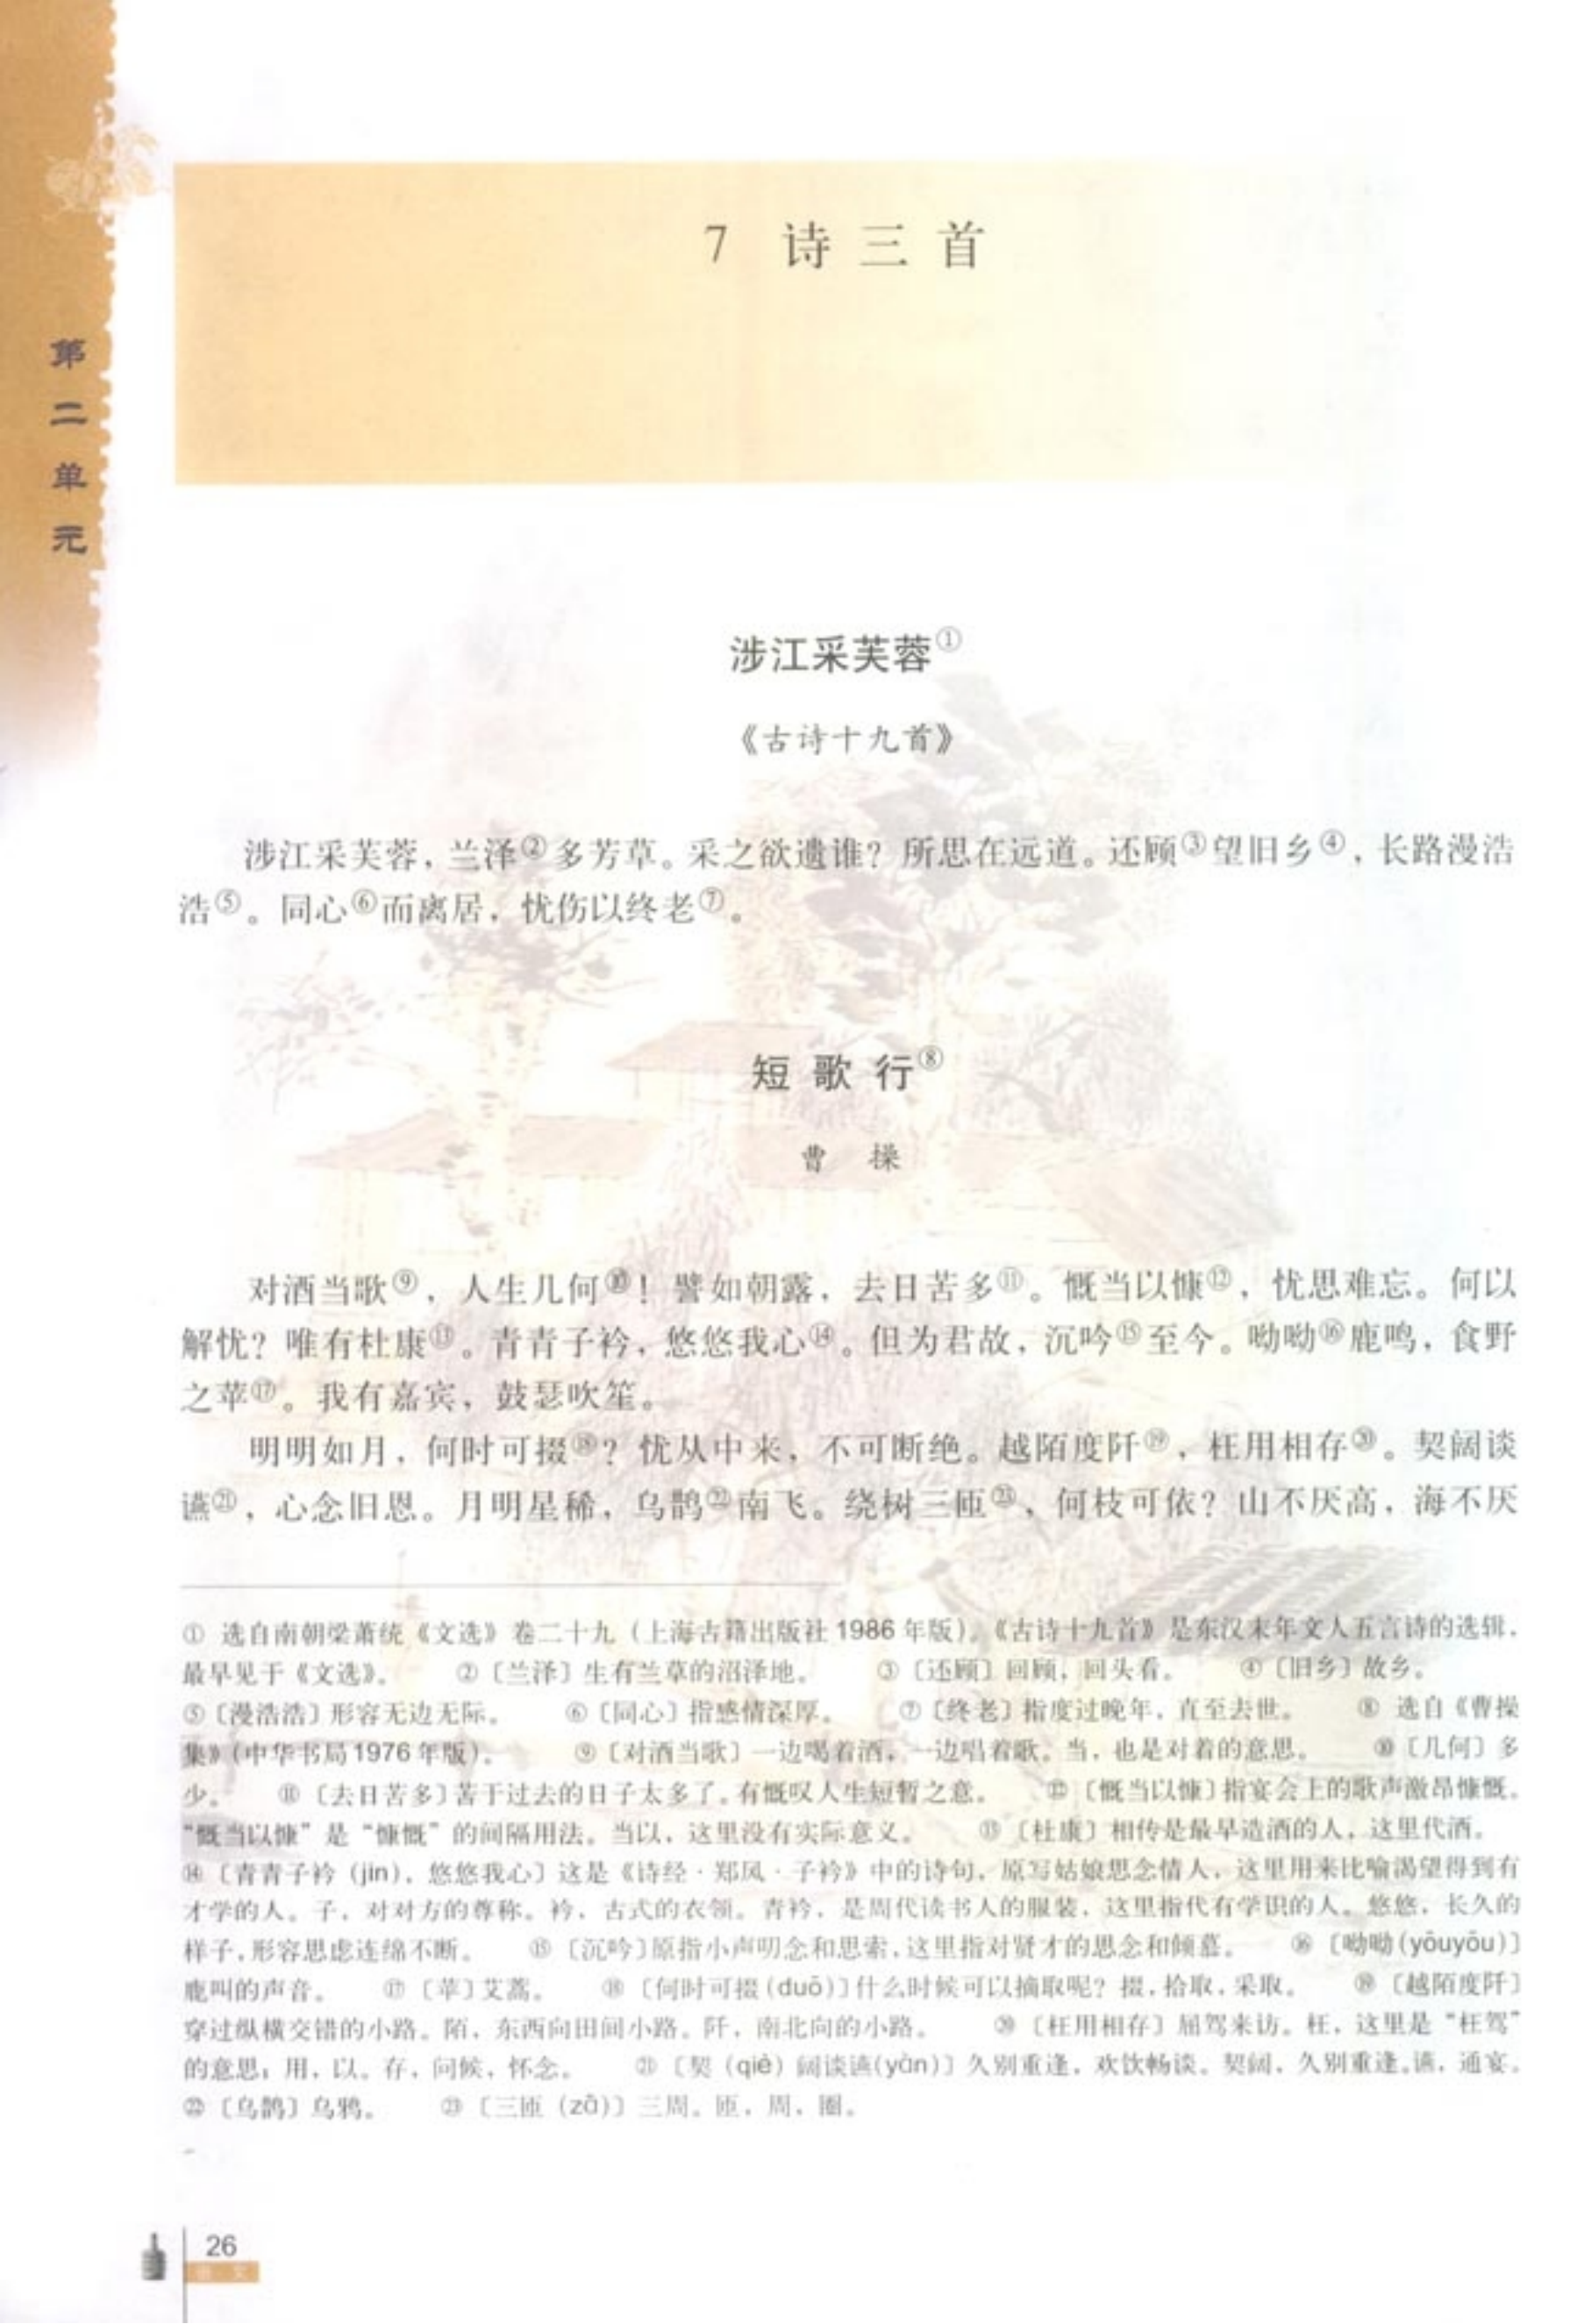 第二单元
7 诗三首
涉江采芙蓉①
《古诗十九首》
涉江采芙蓉，兰泽②多芳草。采之欲遗谁？所思在远道。还顾③望旧乡④，长路漫浩
浩⑤。同心⑥而离居，忧伤以终老⑦。
短歌行⑧
曹 操
对酒当歌⑨，人生几何⑩！譬如朝露，去日苦多⑪。慨当以慷⑫，忧思难忘。何以
解忧？唯有杜康⑬。青青子衿，悠悠我心⑭。但为君故，沉吟⑮至今。呦呦⑯鹿鸣，食野
之苹⑰。我有嘉宾，鼓瑟吹笙。
明明如月，何时可掇⑱？忧从中来，不可断绝。越陌度阡⑲，枉用相存⑳。契阔谈
䜩㉑，心念旧恩。月明星稀，乌鹊㉒南飞。绕树三匝㉓，何枝可依？山不厌高，海不厌
① 选自南朝梁萧统《文选》卷二十九（上海古籍出版社1986年版）。《古诗十九首》是东汉末年文人五言诗的选辑，
最早见于《文选》。 ②〔兰泽〕生有兰草的沼泽地。 ③〔还顾〕回顾，回头看。 ④〔旧乡〕故乡。
⑤〔漫浩浩〕形容无边无际。 ⑥〔同心〕指感情深厚。 ⑦〔终老〕指度过晚年，直至去世。 ⑧ 选自《曹操
集》（中华书局1976年版）。 ⑨〔对酒当歌〕一边喝着酒，一边唱着歌。当，也是对着的意思。 ⑩〔几何〕多
少。 ⑪〔去日苦多〕苦于过去的日子太多了。有慨叹人生短暂之意。 ⑫〔慨当以慷〕指宴会上的歌声激昂慷慨。
“慨当以慷”是“慷慨”的间隔用法。当以，这里没有实际意义。 ⑬〔杜康〕相传是最早造酒的人，这里代酒。
⑭〔青青子衿（jīn），悠悠我心〕这是《诗经·郑风·子衿》中的诗句，原写姑娘思念情人，这里用来比喻渴望得到有
才学的人。子，对对方的尊称。衿，古式的衣领。青衿，是周代读书人的服装，这里指代有学识的人。悠悠，长久的
样子，形容思虑连绵不断。 ⑮〔沉吟〕原指小声叨念和思索，这里指对贤才的思念和倾慕。 ⑯〔呦呦(yōuyōu)〕
鹿叫的声音。 ⑰〔苹〕艾蒿。 ⑱〔何时可掇(duō)〕什么时候可以摘取呢？掇，拾取，采取。 ⑲〔越陌度阡〕
穿过纵横交错的小路。陌，东西向田间小路。阡，南北向的小路。 ⑳〔枉用相存〕屈驾来访。枉，这里是“枉驾”
的意思；用，以。存，问候，怀念。 ㉑〔契（qiè）阔谈䜩(yàn)〕久别重逢，欢饮畅谈。契阔，久别重逢。䜩，通宴。
㉒〔乌鹊〕乌鸦。 ㉓〔三匝（zā）〕三周。匝，周，圈。
26
语 文